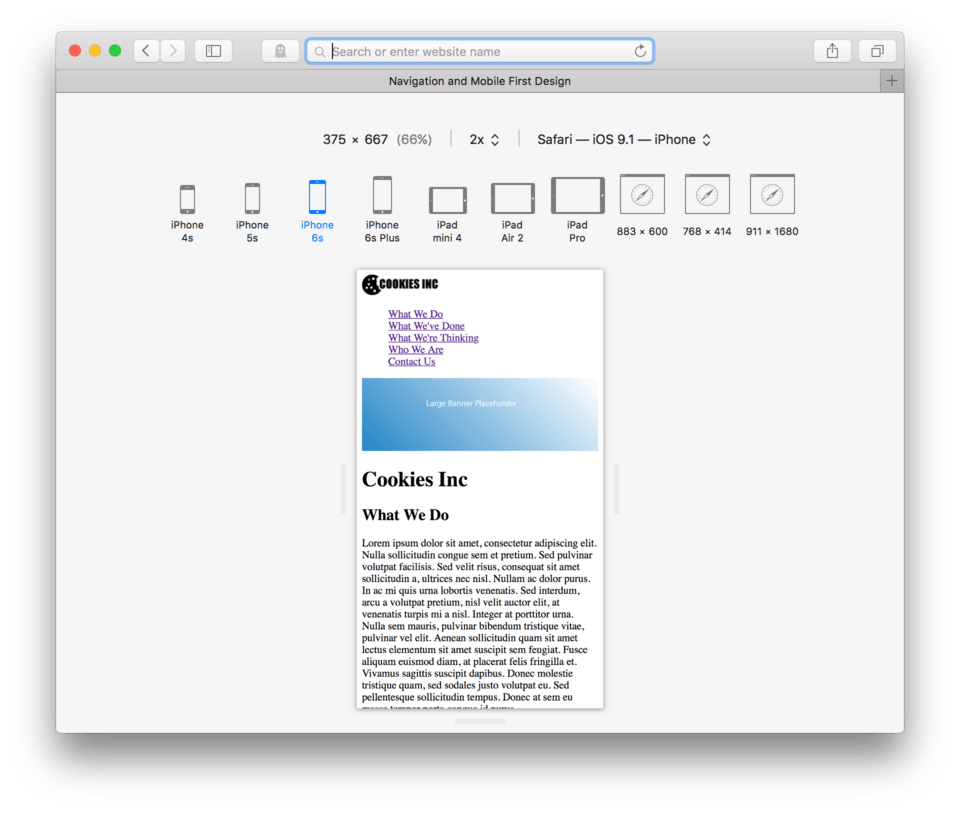 Search or enter website name
Navigation and Mobile First Design
375 × 667 (66%) 2x Safari — iOS 9.1 — iPhone
iPhone 4s
iPhone 5s
iPhone 6s
iPhone 6s Plus
iPad mini 4
iPad Air 2
iPad Pro
883 × 600
768 × 414
911 × 1680
COOKIES INC
What We Do
What We've Done
What We're Thinking
Who We Are
Contact Us
Large Banner Placeholder
Cookies Inc
What We Do
Lorem ipsum dolor sit amet, consectetur adipiscing elit.
Nulla sollicitudin congue sem et pretium. Sed pulvinar
volutpat facilisis. Sed velit risus, consequat sit amet
sollicitudin a, ultrices nec nisl. Nullam ac dolor purus.
In ac mi quis urna lobortis venenatis. Sed interdum,
arcu a volutpat pretium, nisl velit auctor elit, at
venenatis turpis mi a nisl. Integer at porttitor urna.
Nulla sem mauris, pulvinar bibendum tristique vitae,
pulvinar vel elit. Aenean sollicitudin quam sit amet
lectus elementum sit amet suscipit sem feugiat. Fusce
aliquam euismod diam, at placerat felis fringilla et.
Vivamus sagittis suscipit dapibus. Donec molestie
tristique quam, sed sodales justo volutpat eu. Sed
pellentesque sollicitudin tempus. Donec at sem eu